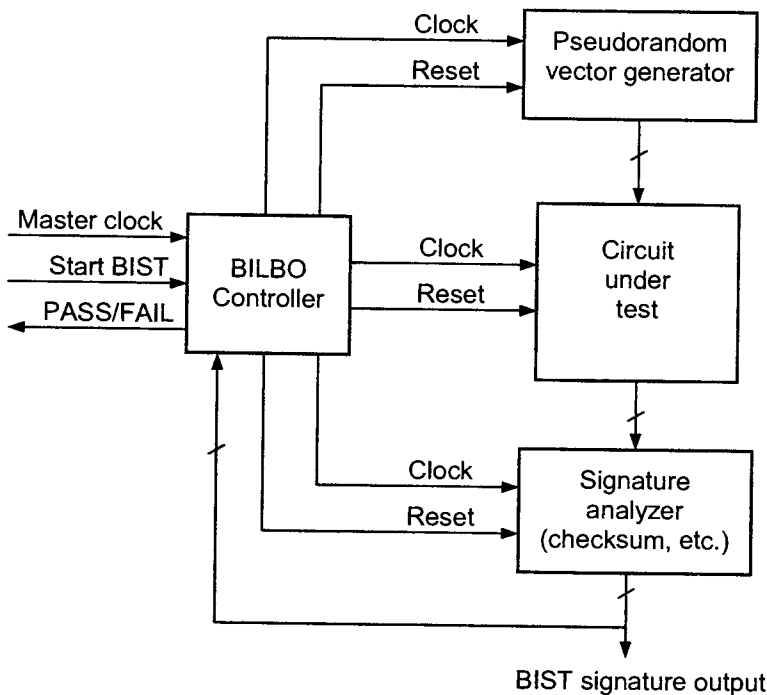 Clock
Pseudorandom
vector generator
Reset
Master clock
Start BIST
PASS/FAIL
BILBO
Controller
Clock
Reset
Circuit
under
test
Clock
Reset
Signature
analyzer
(checksum, etc.)
BIST signature output